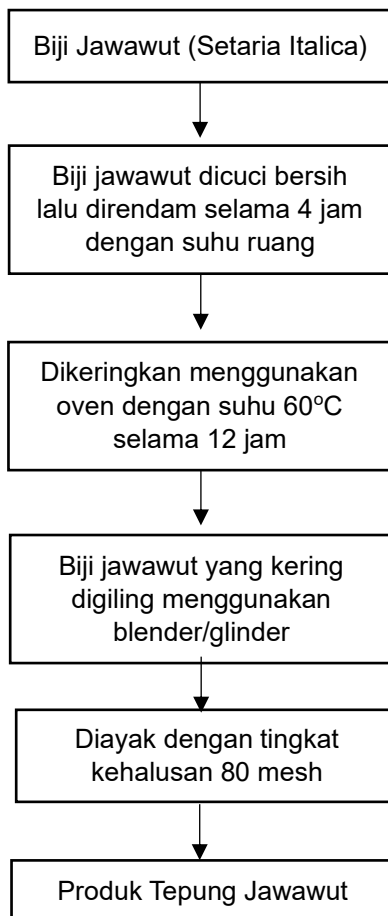 Biji Jawawut (Setaria Italica)
Biji jawawut dicuci bersih
lalu direndam selama 4 jam
dengan suhu ruang
Dikeringkan menggunakan
oven dengan suhu 60°C
selama 12 jam
Biji jawawut yang kering
digiling menggunakan
blender/glinder
Diayak dengan tingkat
kehalusan 80 mesh
Produk Tepung Jawawut